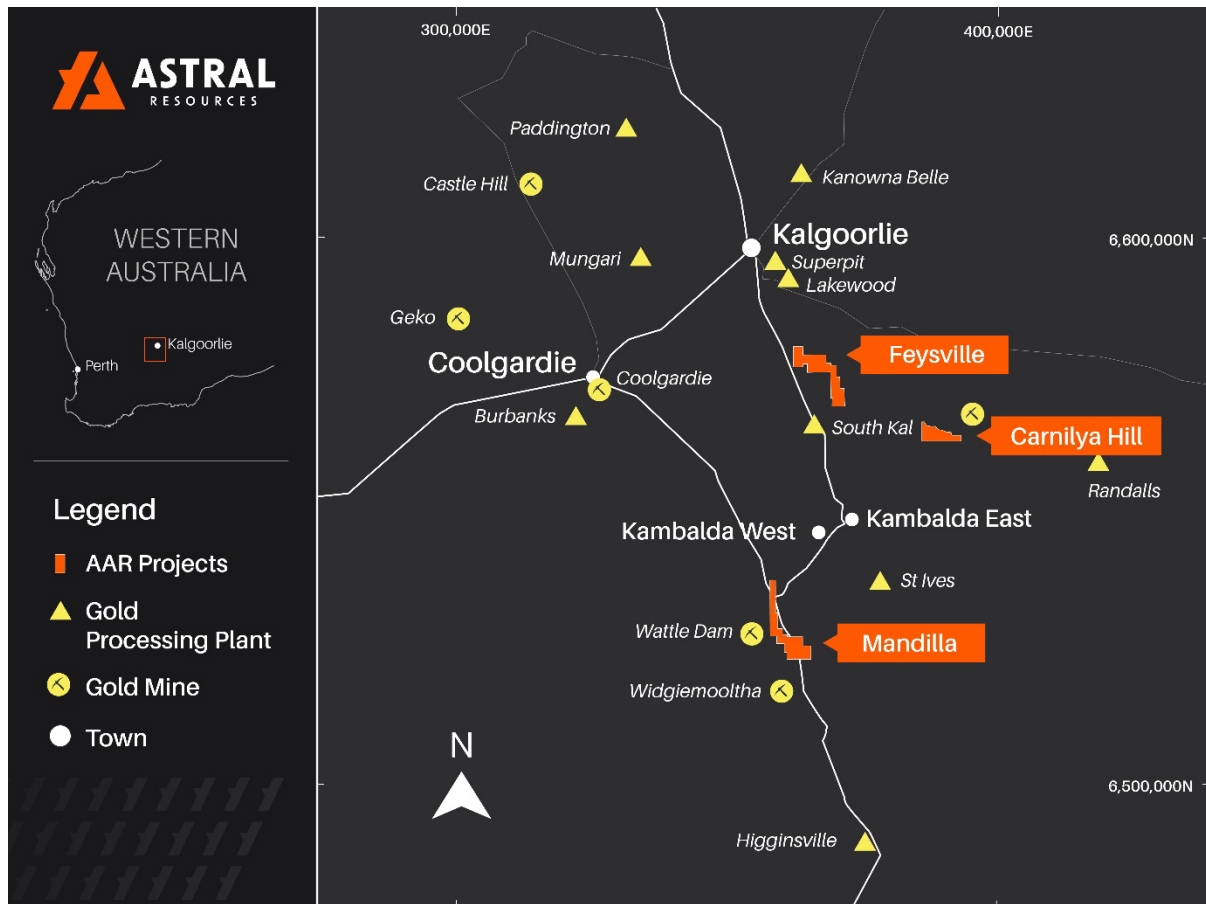 ASTRAL
RESOURCES
WESTERN
AUSTRALIA
Kalgoorlie
Perth
Legend
AAR Projects
Gold
Processing Plant
Gold Mine
Town
300,000E
400,000E
Paddington
Castle Hill
Kanowna Belle
Kalgoorlie
6,600,000N
Mungari
Superpit
Lakewood
Geko
Feysville
Coolgardie
Coolgardie
Burbanks
South Kal
Carnilya Hill
Randalls
Kambalda West
Kambalda East
St Ives
Wattle Dam
Mandilla
Widgiemooltha
N
6,500,000N
Higginsville